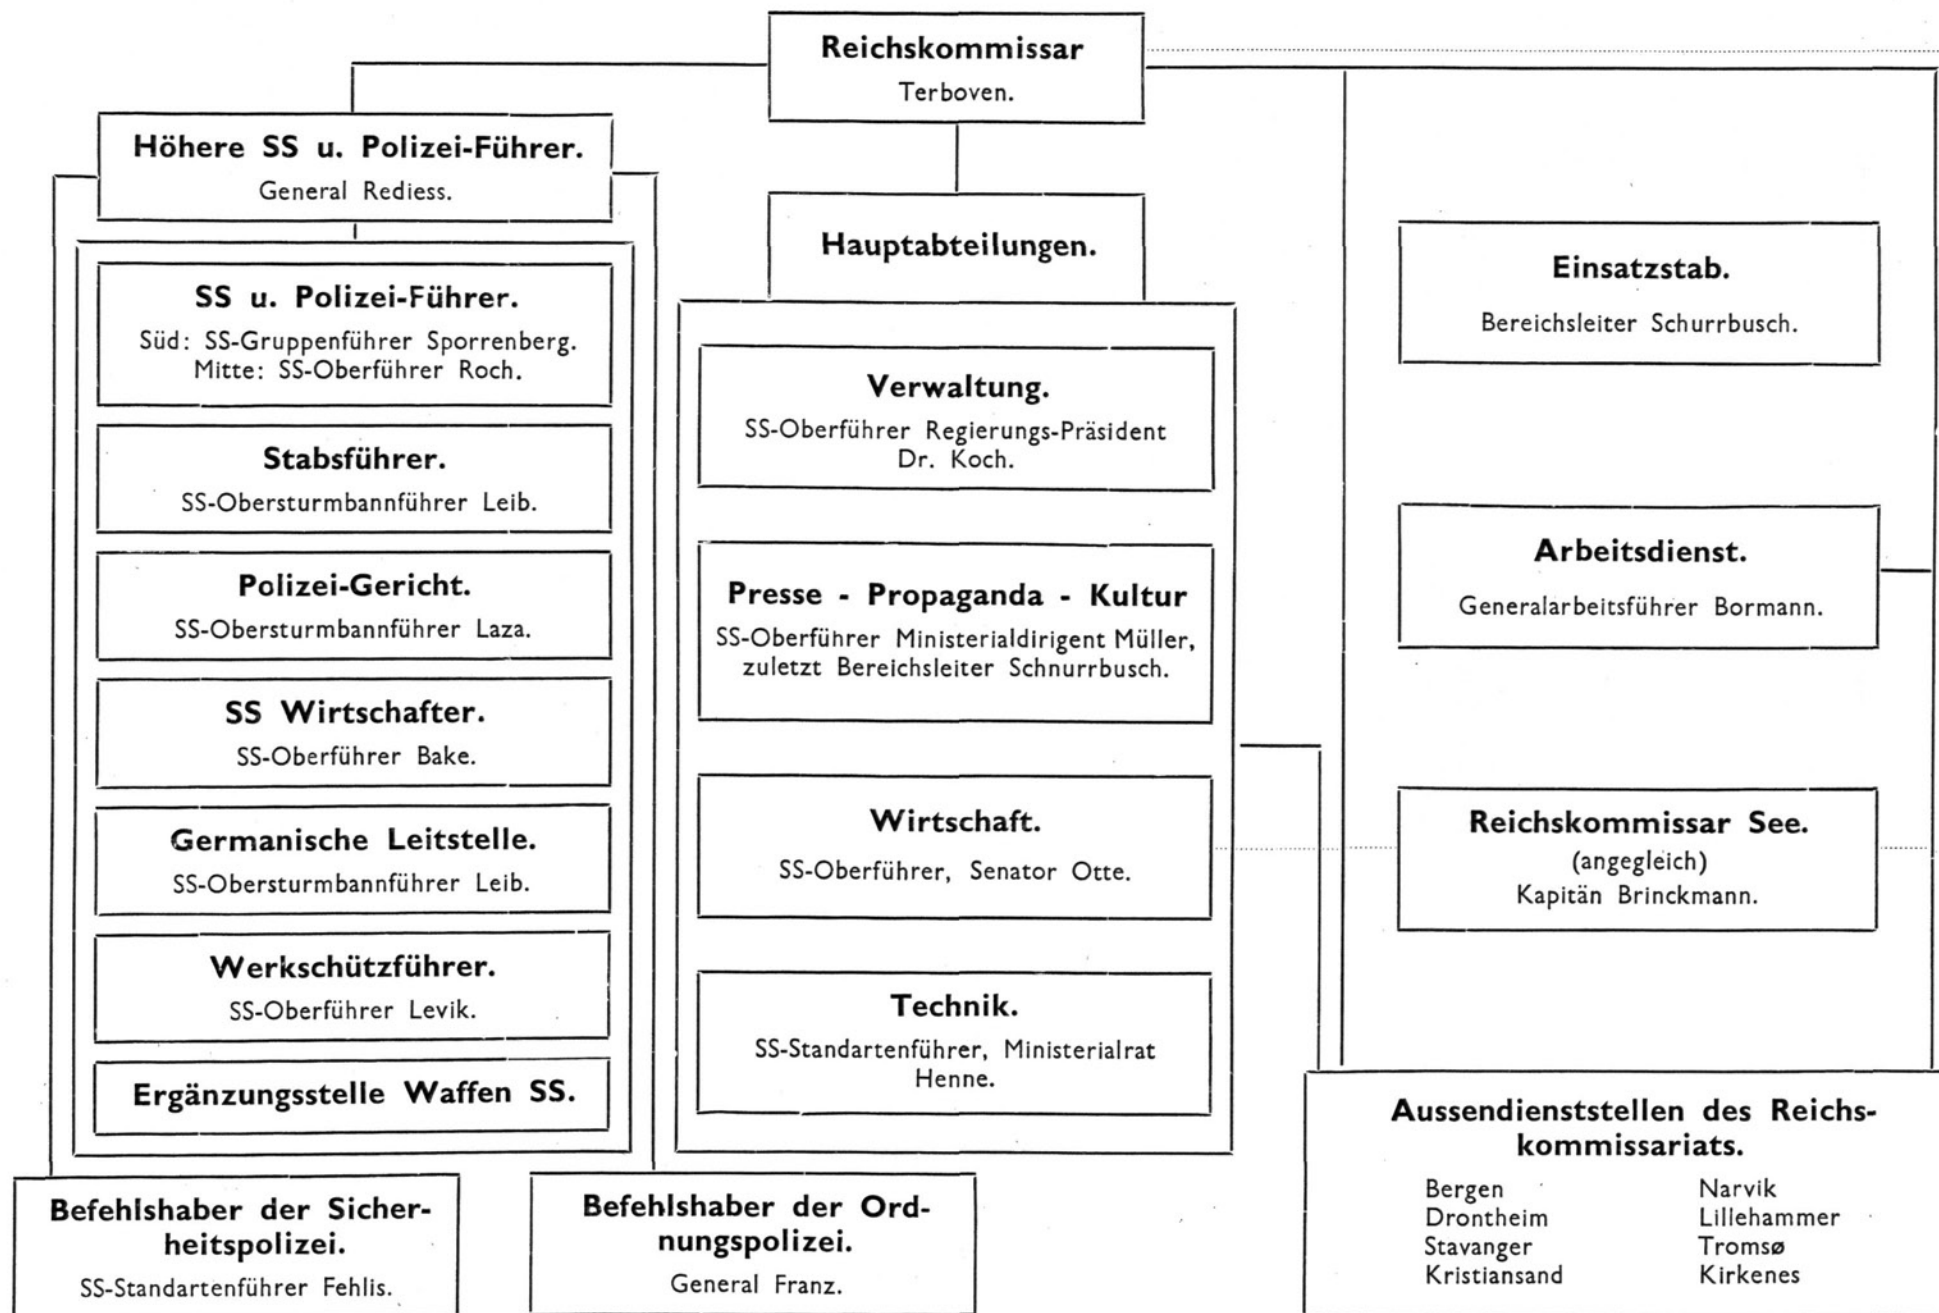 Reichskommissar
Terboven.
Höhere SS u. Polizei-Führer.
General Rediess.
SS u. Polizei-Führer.
Süd: SS-Gruppenführer Sporrenberg.
Mitte: SS-Oberführer Roch.
Stabsführer.
SS-Obersturmbannführer Leib.
Polizei-Gericht.
SS-Obersturmbannführer Laza.
SS Wirtschafter.
SS-Oberführer Bake.
Germanische Leitstelle.
SS-Obersturmbannführer Leib.
Werkschützführer.
SS-Oberführer Levik.
Ergänzungsstelle Waffen SS.
Befehlshaber der Sicher-
heitspolizei.
SS-Standartenführer Fehlis.
Befehlshaber der Ord-
nungspolizei.
General Franz.
Hauptabteilungen.
Verwaltung.
SS-Oberführer Regierungs-Präsident
Dr. Koch.
Presse - Propaganda - Kultur
SS-Oberführer Ministerialdirigent Müller,
zuletzt Bereichsleiter Schnurrbusch.
Wirtschaft.
SS-Oberführer, Senator Otte.
Technik.
SS-Standartenführer, Ministerialrat
Henne.
Einsatzstab.
Bereichsleiter Schurrbusch.
Arbeitsdienst.
Generalarbeitsführer Bormann.
Reichskommissar See.
(angegleich)
Kapitän Brinckmann.
Aussendienststellen des Reichs-
kommissariats.
Bergen
Drontheim
Stavanger
Kristiansand
Narvik
Lillehammer
Tromsø
Kirkenes